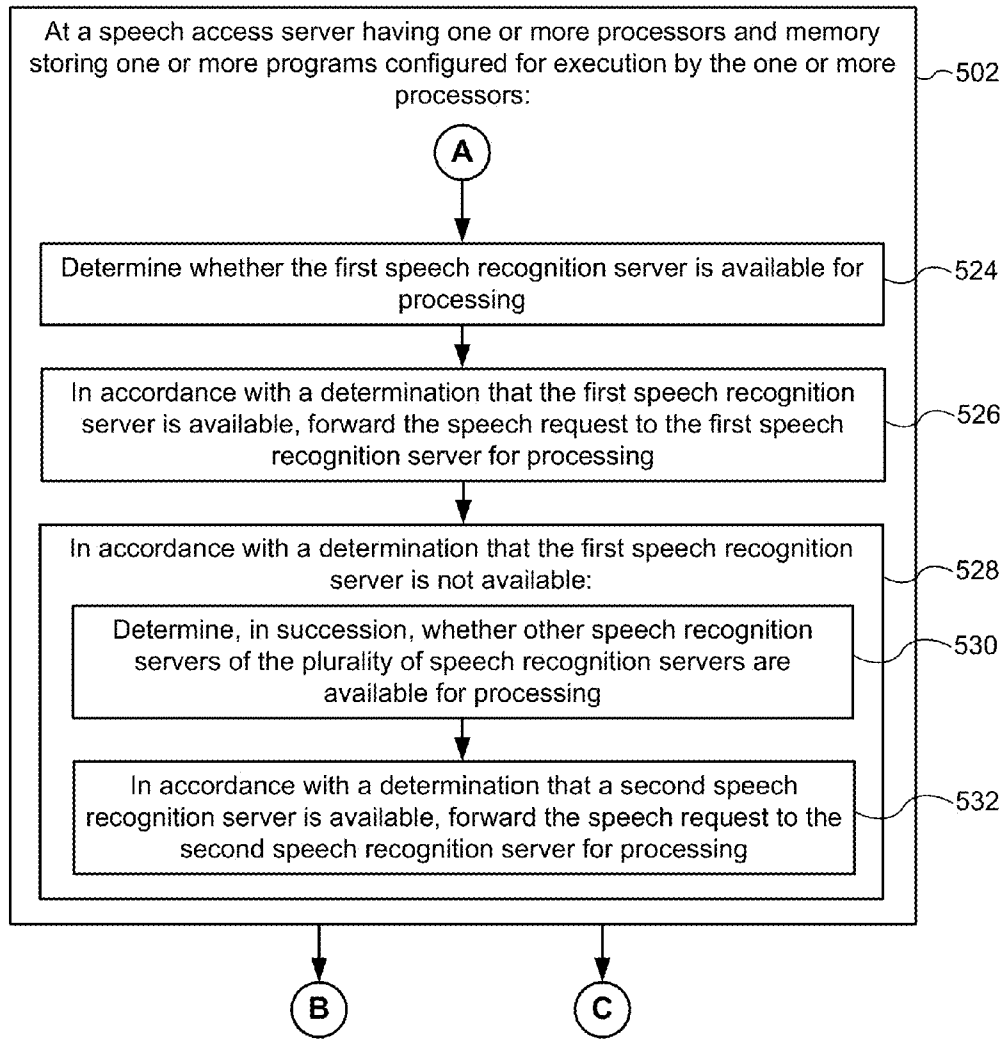 At a speech access server having one or more processors and memory
storing one or more programs configured for execution by the one or more
processors:
502
A
Determine whether the first speech recognition server is available for
processing
524
In accordance with a determination that the first speech recognition
server is available, forward the speech request to the first speech
recognition server for processing
526
In accordance with a determination that the first speech recognition
server is not available:
528
Determine, in succession, whether other speech recognition
servers of the plurality of speech recognition servers are
available for processing
530
In accordance with a determination that a second speech
recognition server is available, forward the speech request to the
second speech recognition server for processing
532
B
C